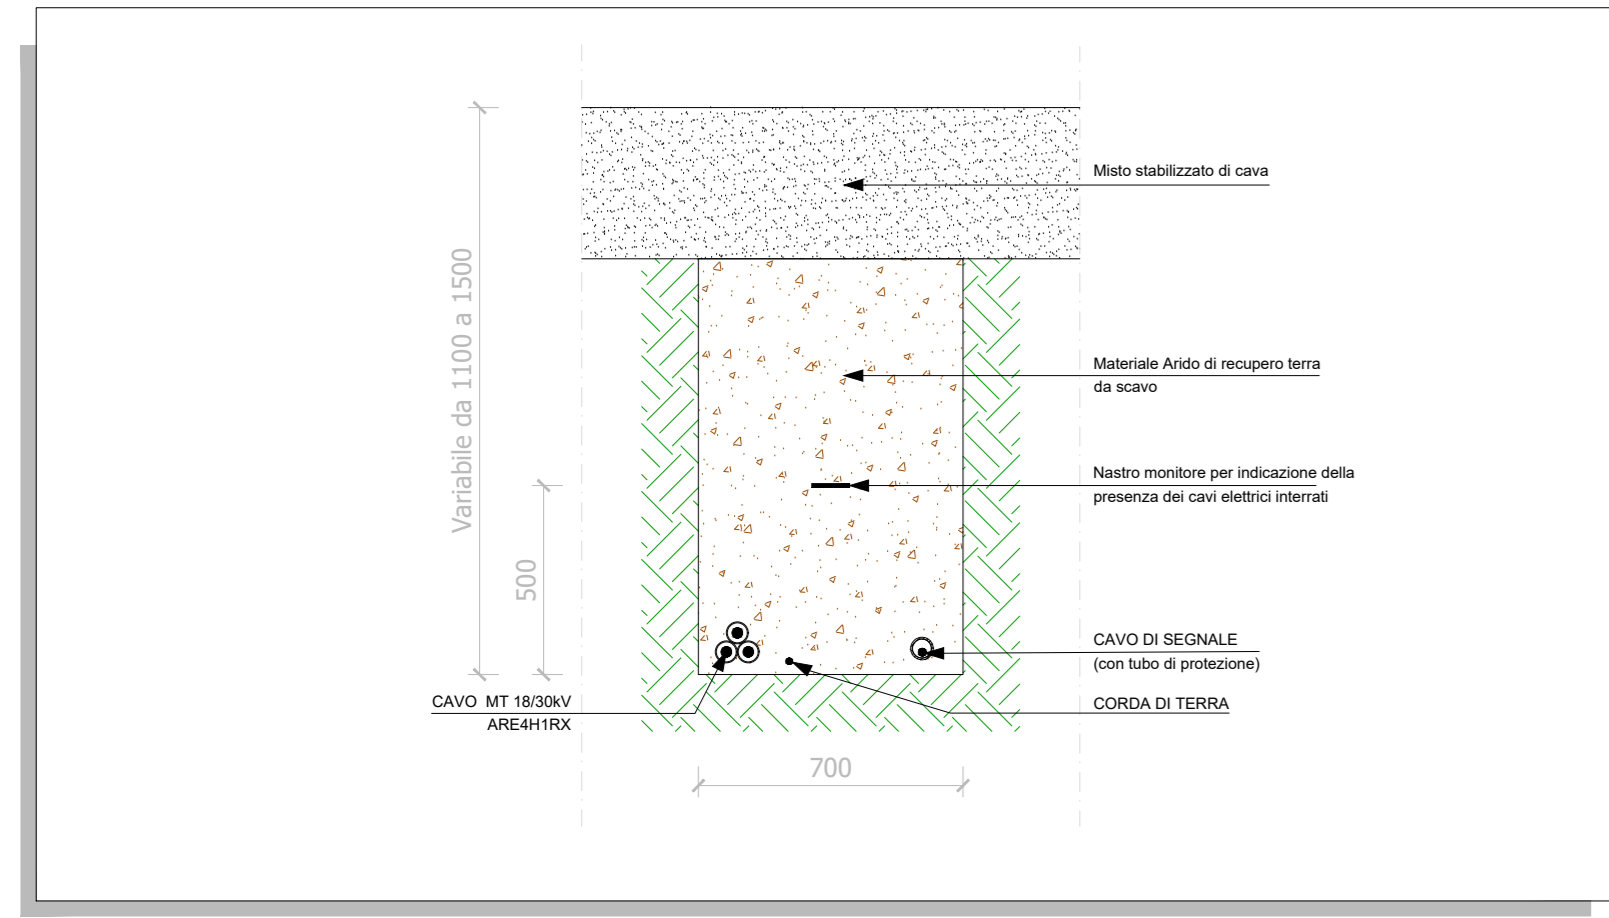 Misto stabilizzato di cava
Variabile da 1100 a 1500
Materiale Arido di recupero terra
da scavo
Nastro monitore per indicazione della
presenza dei cavi elettrici interrati
500
CAVO DI SEGNALE
(con tubo di protezione)
CAVO MT 18/30kV
ARE4H1RX
CORDA DI TERRA
700